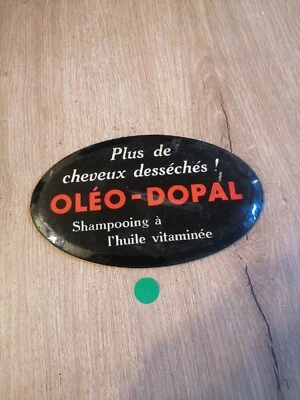 Plus de
cheveux desséchés !
OLÉO-DOPAL
Shampooing à
l'huile vitaminée